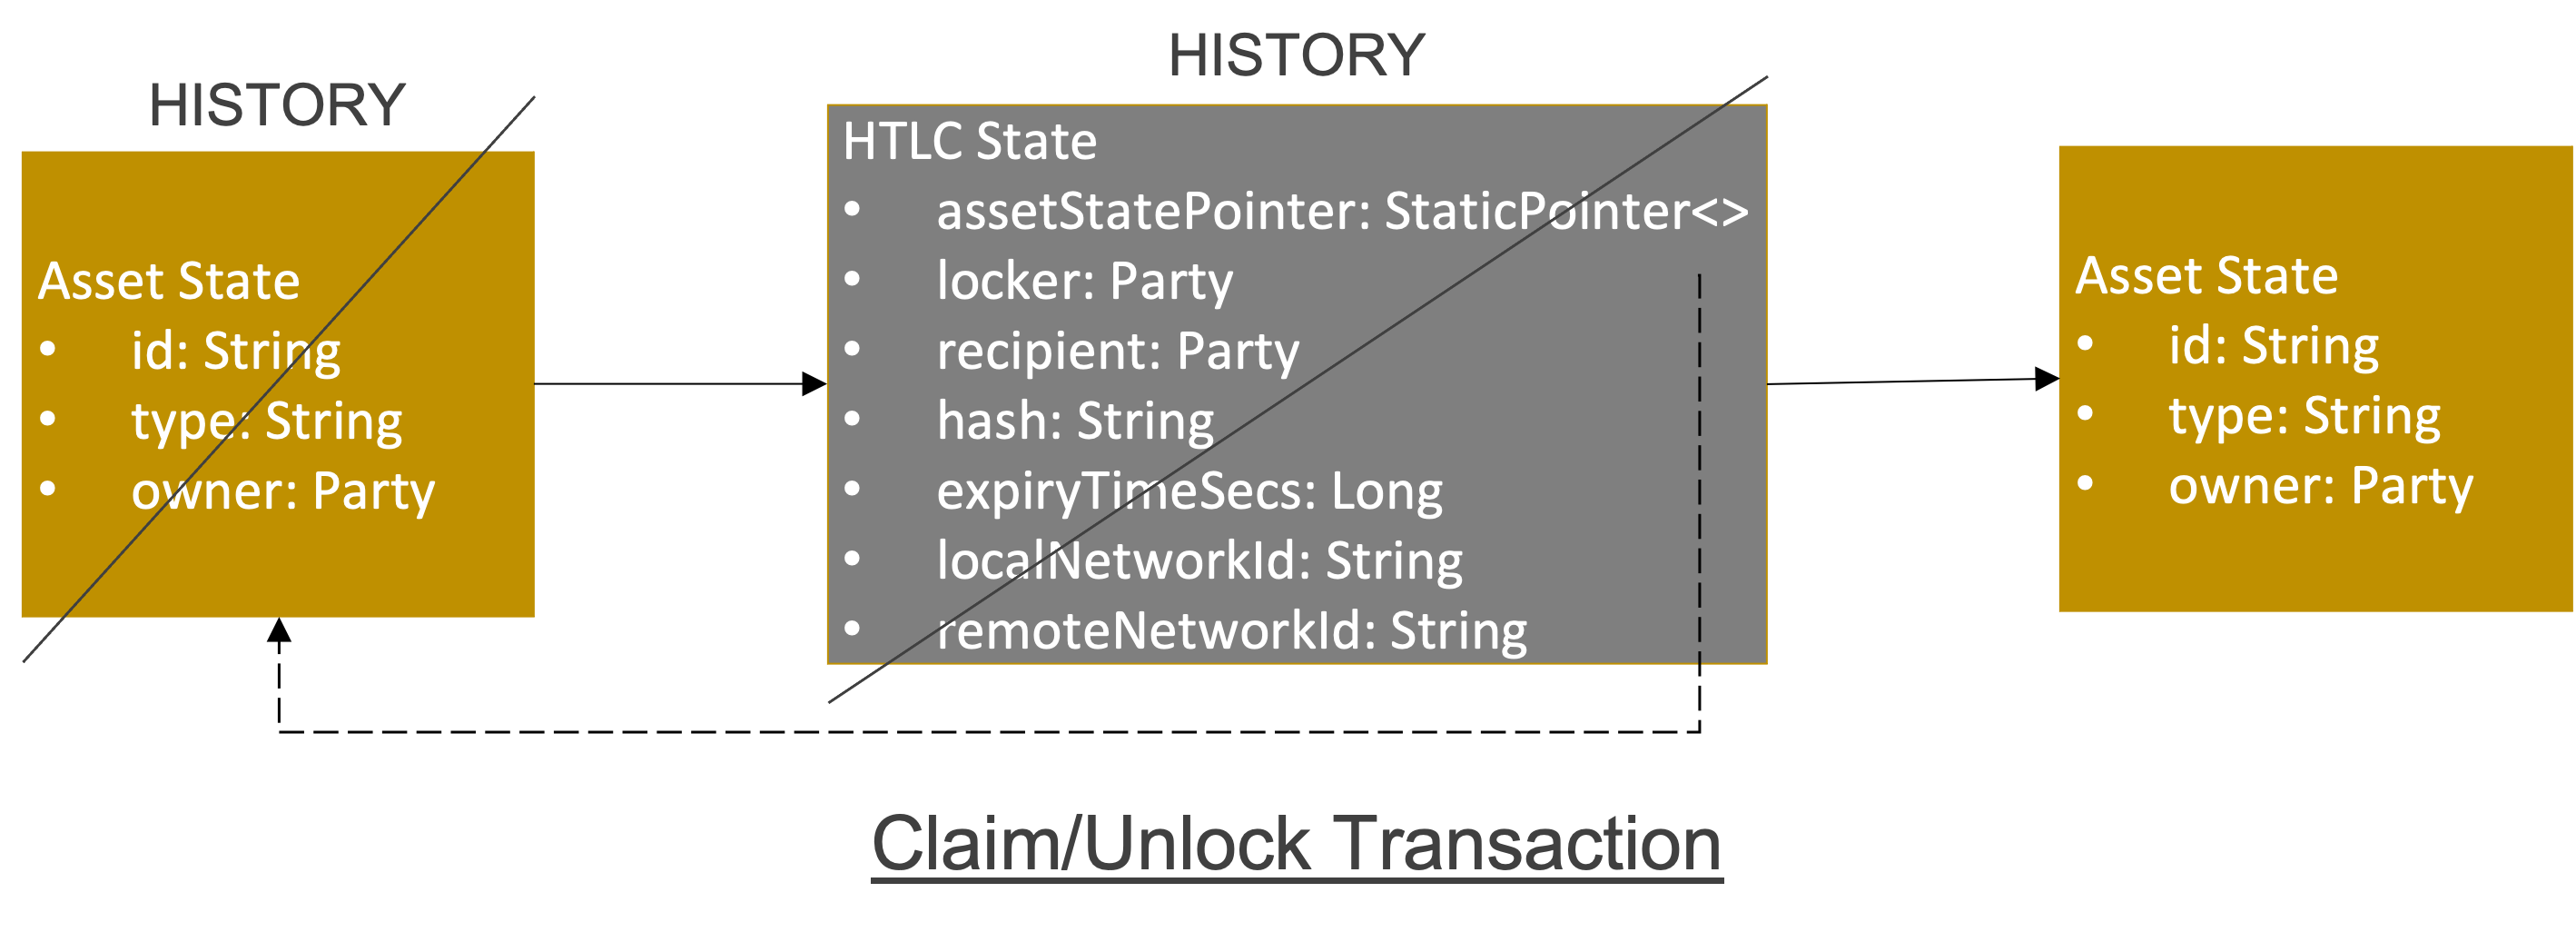 HISTORY
Asset State
• id: String
• type: String
• owner: Party
HISTORY
HTLC State
• assetStatePointer: StaticPointer<>
• locker: Party
• recipient: Party
• hash: String
• expiryTimeSecs: Long
• localNetworkId: String
• remoteNetworkId: String
Asset State
• id: String
• type: String
• owner: Party
Claim/Unlock Transaction